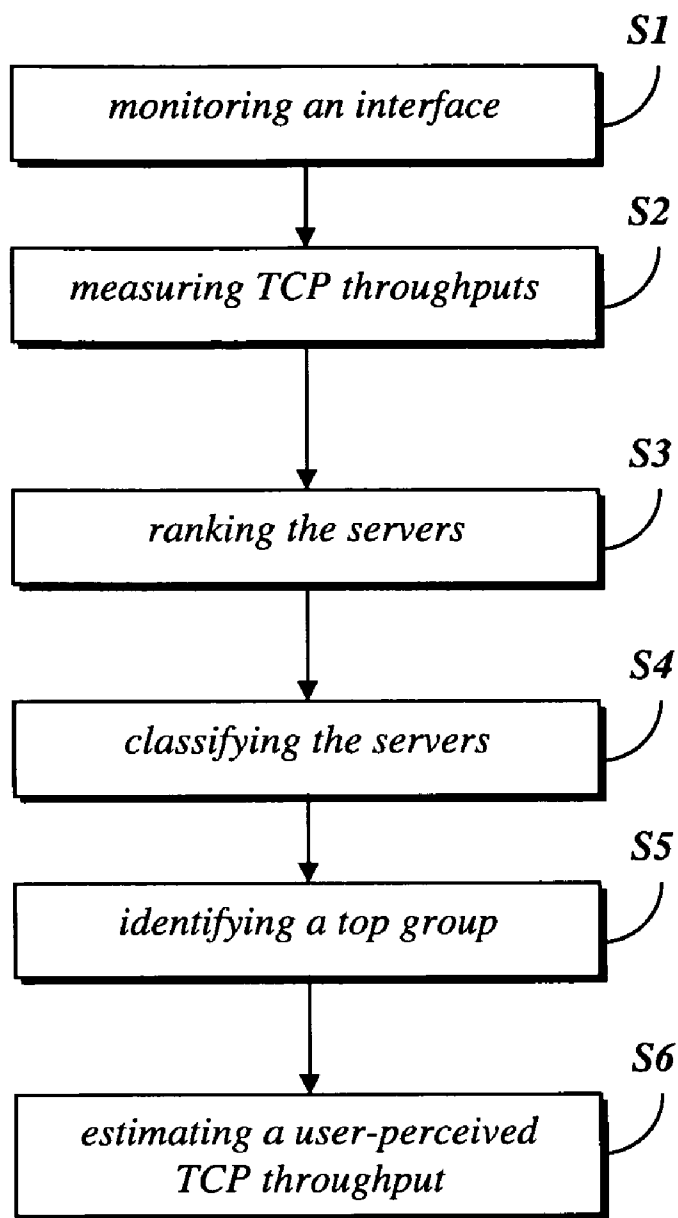 S1
monitoring an interface
S2
measuring TCP throughputs
S3
ranking the servers
S4
classifying the servers
S5
identifying a top group
S6
estimating a user-perceived
TCP throughput